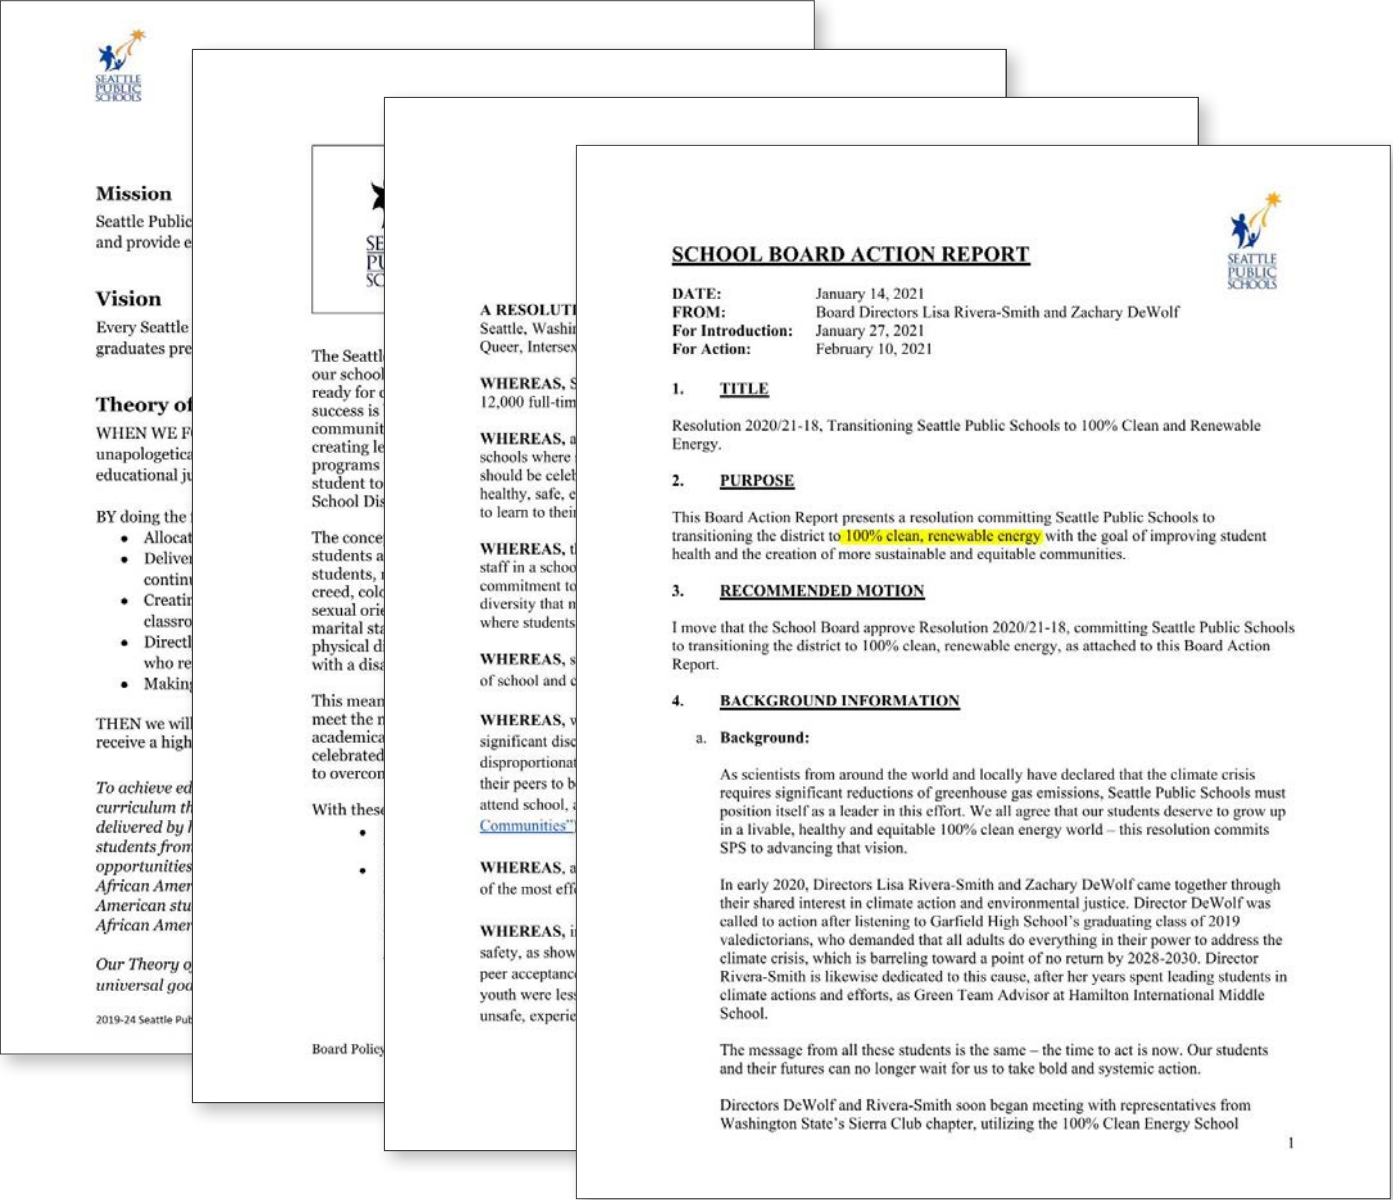 SEATTLE
PUBLIC
SCHOOLS
Mission
Seattle Public
and provide e
Vision
Every Seattle
graduates pre
Theory of
WHEN WE F
unapologetica
educational ju
BY doing the
• Allocat
• Deliver
continu
• Creatin
classro
• Directl
who re
• Making
THEN we will
receive a high
To achieve ed
curriculum th
delivered by h
students from
opportunities
African Amer
American stu
African Amer
Our Theory o
universal goa
2019-24 Seattle Pub
SE
PU
SC
The Seattl
our school
ready for c
success is
communit
creating le
programs
student to
School Dis
The conce
students a
students, r
creed, colo
sexual orie
marital sta
physical di
with a disa
This mean
meet the n
academica
celebrated
to overcon
With these
•
•
Board Policy
A RESOLUTI
Seattle, Washin
Queer, Intersex
WHEREAS, S
12,000 full-tim
WHEREAS, a
schools where
should be celeb
healthy, safe, e
to learn to their
WHEREAS, t
staff in a schoo
commitment to
diversity that m
where students
WHEREAS, s
of school and c
WHEREAS, v
significant disc
disproportionat
their peers to b
attend school, a
Communities"
WHEREAS, a
of the most eff
WHEREAS, i
safety, as show
peer acceptance
youth were less
unsafe, experie
SEATTLE
PUBLIC
SCHOOLS
SCHOOL BOARD ACTION REPORT
DATE: January 14, 2021
FROM: Board Directors Lisa Rivera-Smith and Zachary DeWolf
For Introduction: January 27, 2021
For Action: February 10, 2021
1. TITLE
Resolution 2020/21-18, Transitioning Seattle Public Schools to 100% Clean and Renewable
Energy.
2. PURPOSE
This Board Action Report presents a resolution committing Seattle Public Schools to
transitioning the district to 100% clean, renewable energy with the goal of improving student
health and the creation of more sustainable and equitable communities.
3. RECOMMENDED MOTION
I move that the School Board approve Resolution 2020/21-18, committing Seattle Public Schools
to transitioning the district to 100% clean, renewable energy, as attached to this Board Action
Report.
4. BACKGROUND INFORMATION
a. Background:
As scientists from around the world and locally have declared that the climate crisis
requires significant reductions of greenhouse gas emissions, Seattle Public Schools must
position itself as a leader in this effort. We all agree that our students deserve to grow up
in a livable, healthy and equitable 100% clean energy world – this resolution commits
SPS to advancing that vision.
In early 2020, Directors Lisa Rivera-Smith and Zachary DeWolf came together through
their shared interest in climate action and environmental justice. Director DeWolf was
called to action after listening to Garfield High School's graduating class of 2019
valedictorians, who demanded that all adults do everything in their power to address the
climate crisis, which is barreling toward a point of no return by 2028-2030. Director
Rivera-Smith is likewise dedicated to this cause, after her years spent leading students in
climate actions and efforts, as Green Team Advisor at Hamilton International Middle
School.
The message from all these students is the same – the time to act is now. Our students
and their futures can no longer wait for us to take bold and systemic action.
Directors DeWolf and Rivera-Smith soon began meeting with representatives from
Washington State's Sierra Club chapter, utilizing the 100% Clean Energy School
1